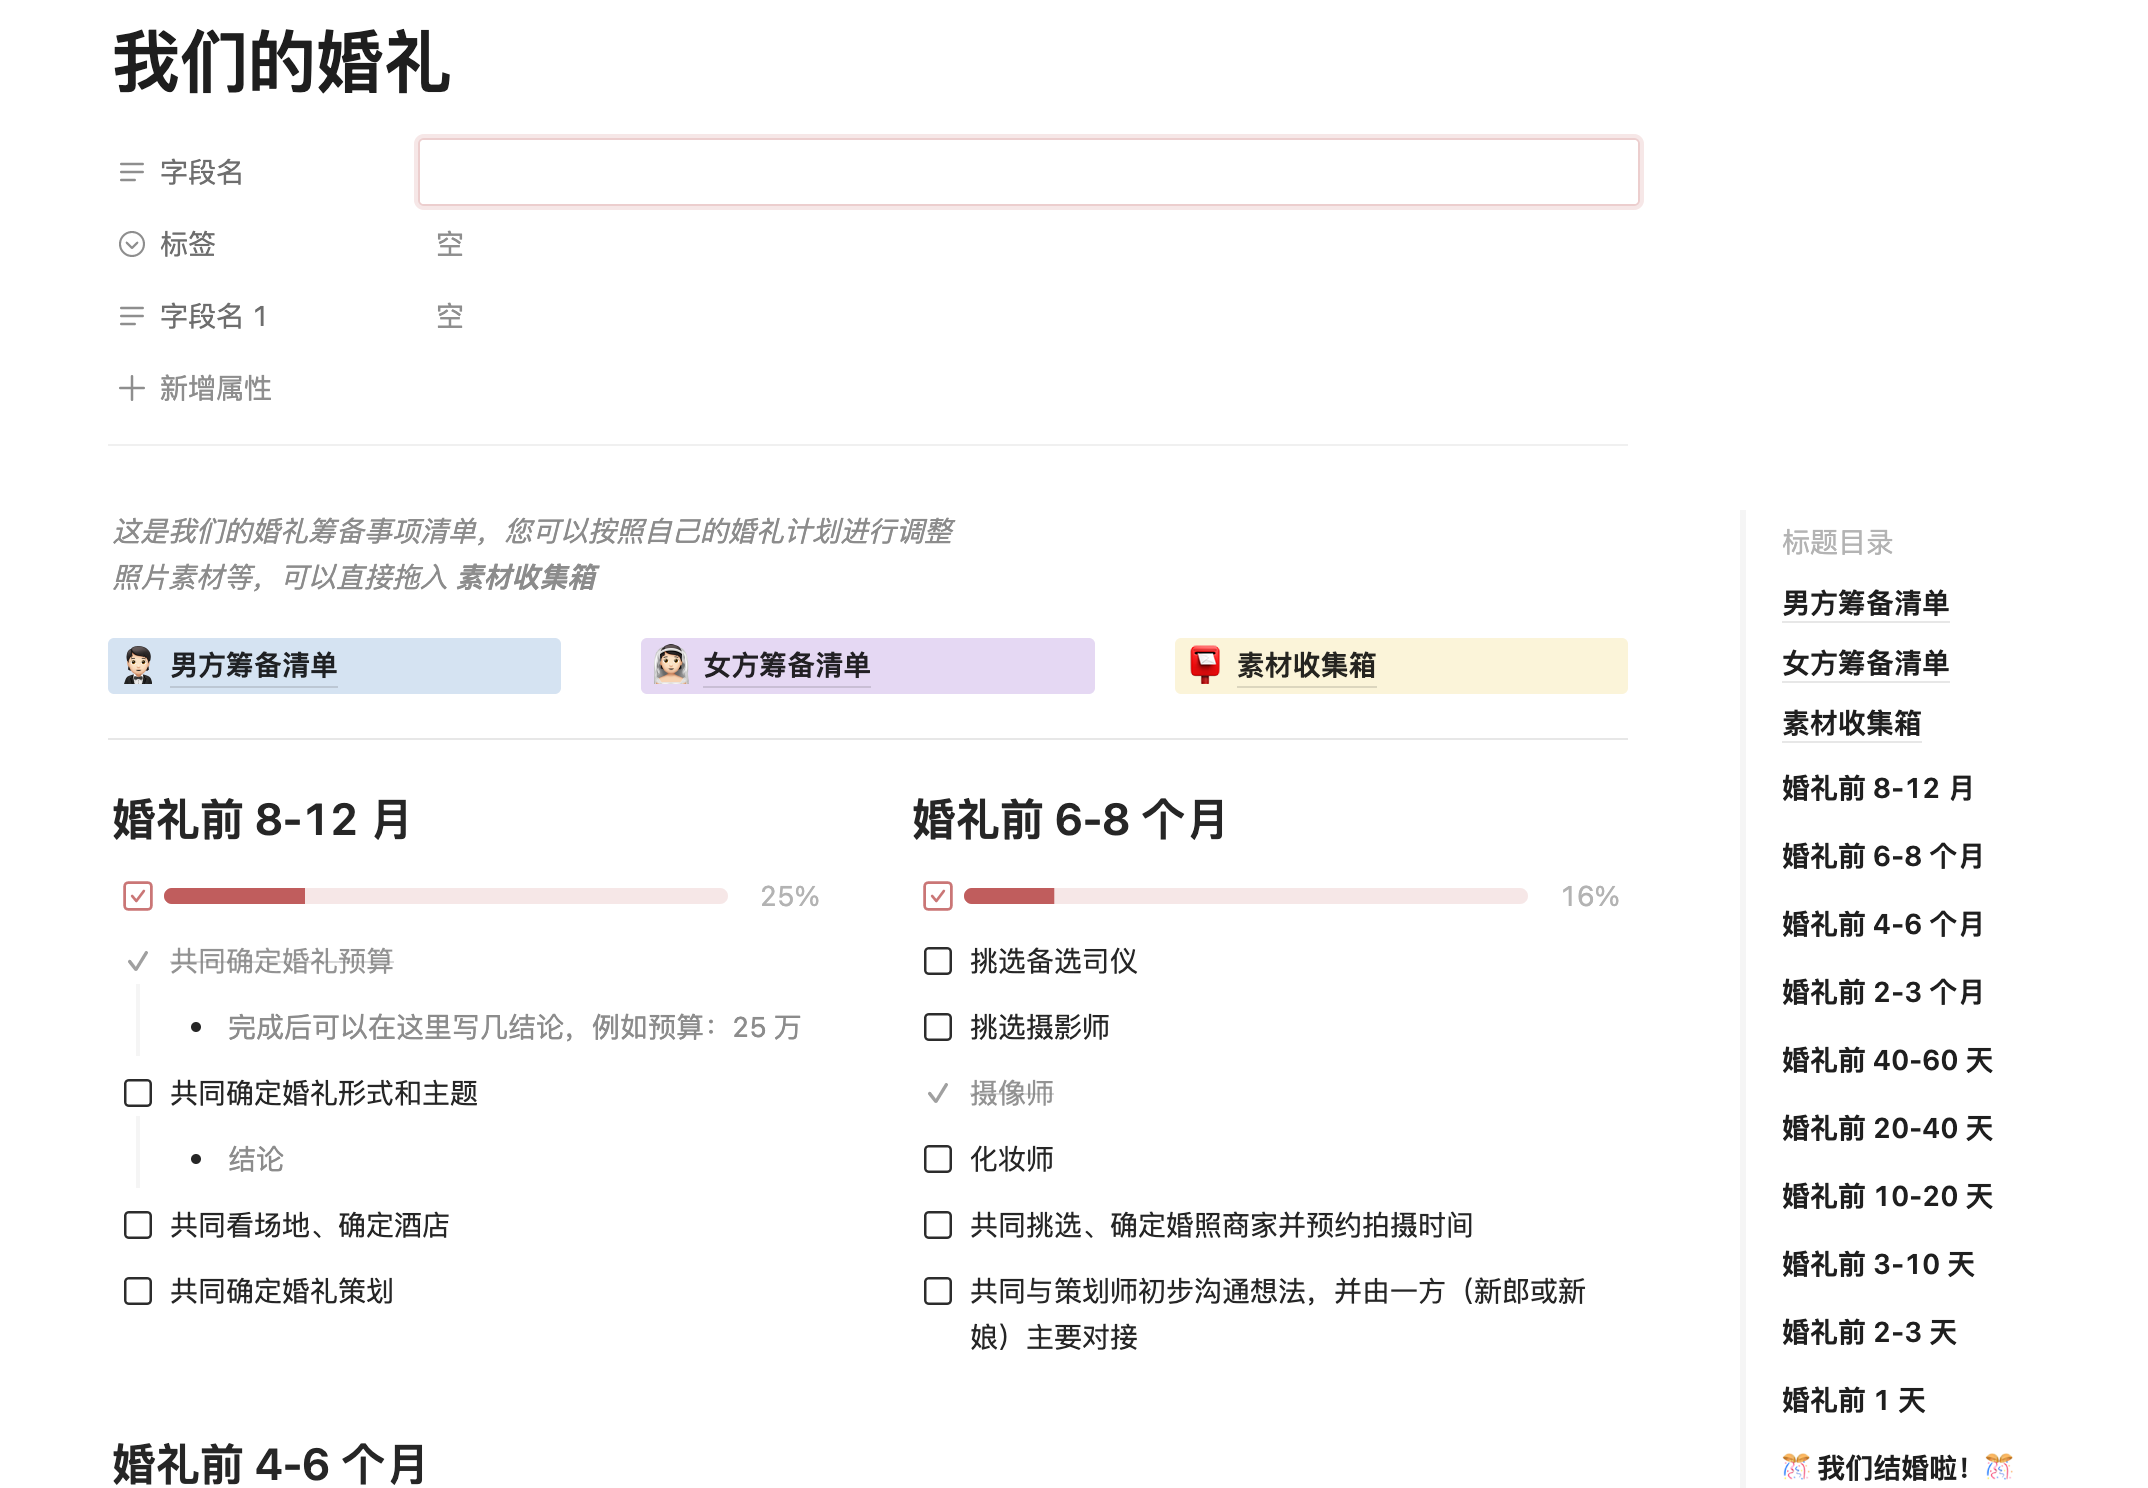 我们的婚礼
字段名
标签 空
字段名 1 空
新增属性
这是我们的婚礼筹备事项清单，您可以按照自己的婚礼计划进行调整
照片素材等，可以直接拖入 素材收集箱
男方筹备清单
女方筹备清单
素材收集箱
婚礼前 8-12 月
25%
共同确定婚礼预算
完成后可以在这里写几结论，例如预算：25 万
共同确定婚礼形式和主题
结论
共同看场地、确定酒店
共同确定婚礼策划
婚礼前 6-8 个月
16%
挑选备选司仪
挑选摄影师
摄像师
化妆师
共同挑选、确定婚照商家并预约拍摄时间
共同与策划师初步沟通想法，并由一方（新郎或新
娘）主要对接
婚礼前 4-6 个月
标题目录
男方筹备清单
女方筹备清单
素材收集箱
婚礼前 8-12 月
婚礼前 6-8 个月
婚礼前 4-6 个月
婚礼前 2-3 个月
婚礼前 40-60 天
婚礼前 20-40 天
婚礼前 10-20 天
婚礼前 3-10 天
婚礼前 2-3 天
婚礼前 1 天
🎊 我们结婚啦！🎊